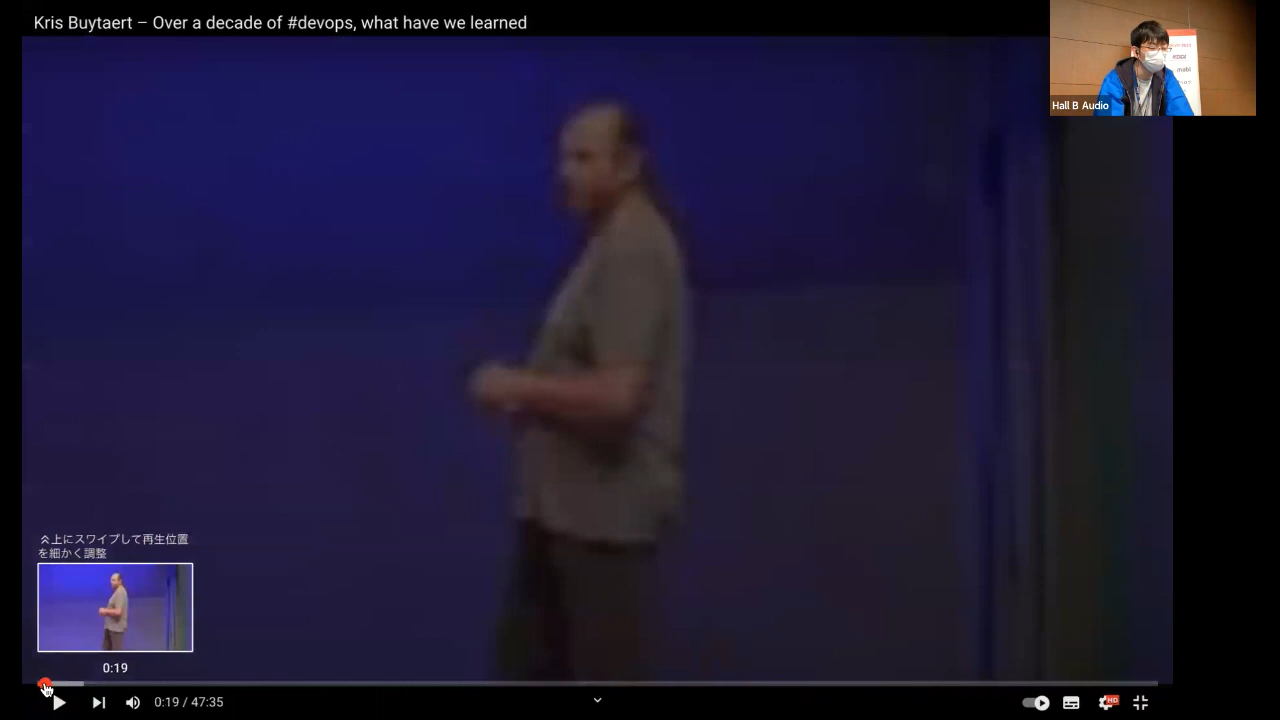 Kris Buytaert – Over a decade of #devops, what have we learned
Hall B Audio
上にスワイプして再生位置
を細かく調整
0:19
0:19 / 47:35
HD